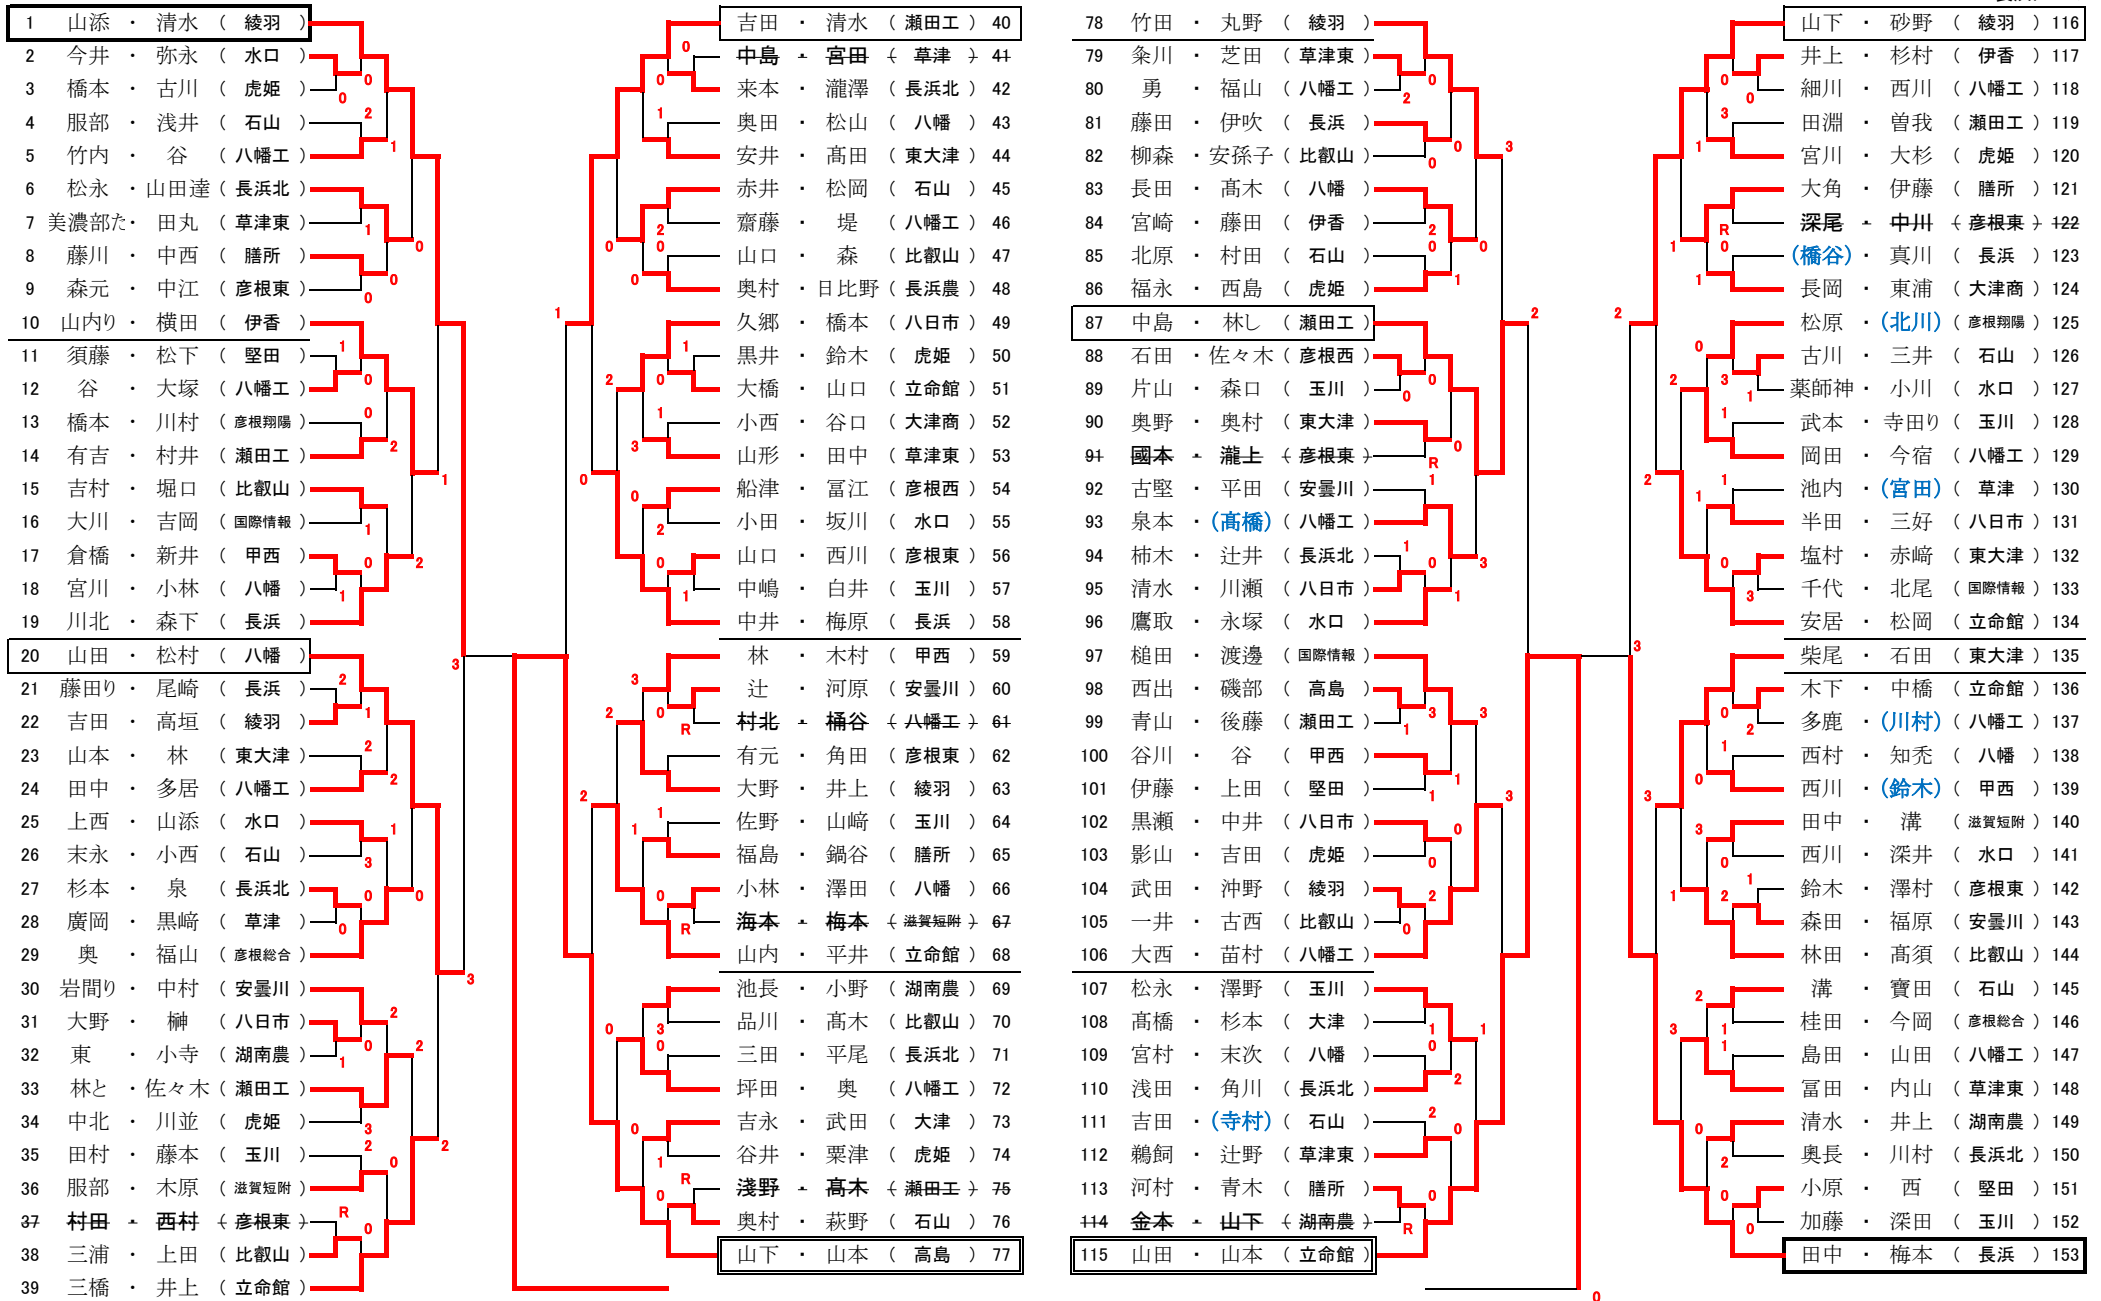 1 山添 ・ 清水 ( 綾羽 )
2 今井 ・ 弥永 ( 水口 )
3 橋本 ・ 古川 ( 虎姫 )
4 服部 ・ 浅井 ( 石山 )
5 竹内 ・ 谷 ( 八幡工 )
6 松永 ・ 山田達 ( 長浜北 )
7 美濃部た ・ 田丸 ( 草津東 )
8 藤川 ・ 中西 ( 膳所 )
9 森元 ・ 中江 ( 彦根東 )
10 山内り ・ 横田 ( 伊香 )
11 須藤 ・ 松下 ( 堅田 )
12 谷 ・ 大塚 ( 八幡工 )
13 橋本 ・ 川村 ( 彦根翔陽 )
14 有吉 ・ 村井 ( 瀬田工 )
15 吉村 ・ 堀口 ( 比叡山 )
16 大川 ・ 吉岡 ( 国際情報 )
17 倉橋 ・ 新井 ( 甲西 )
18 宮川 ・ 小林 ( 八幡 )
19 川北 ・ 森下 ( 長浜 )
20 山田 ・ 松村 ( 八幡 )
21 藤田り ・ 尾崎 ( 長浜 )
22 吉田 ・ 高垣 ( 綾羽 )
23 山本 ・ 林 ( 東大津 )
24 田中 ・ 多居 ( 八幡工 )
25 上西 ・ 山添 ( 水口 )
26 末永 ・ 小西 ( 石山 )
27 杉本 ・ 泉 ( 長浜北 )
28 廣岡 ・ 黒﨑 ( 草津 )
29 奥 ・ 福山 ( 彦根総合 )
30 岩間り ・ 中村 ( 安曇川 )
31 大野 ・ 榊 ( 八日市 )
32 東 ・ 小寺 ( 湖南農 )
33 林と ・ 佐々木 ( 瀬田工 )
34 中北 ・ 川並 ( 虎姫 )
35 田村 ・ 藤本 ( 玉川 )
36 服部 ・ 木原 ( 滋賀短附 )
37 村田 ・ 西村 ( 彦根東 )
38 三浦 ・ 上田 ( 比叡山 )
39 三橋 ・ 井上 ( 立命館 )
吉田 ・ 清水 ( 瀬田工 ) 40
中島 ・ 宮田 ( 草津 ) 41
来本 ・ 瀧澤 ( 長浜北 ) 42
奥田 ・ 松山 ( 八幡 ) 43
安井 ・ 髙田 ( 東大津 ) 44
赤井 ・ 松岡 ( 石山 ) 45
齋藤 ・ 堤 ( 八幡工 ) 46
山口 ・ 森 ( 比叡山 ) 47
奥村 ・ 日比野 ( 長浜農 ) 48
久郷 ・ 橋本 ( 八日市 ) 49
黒井 ・ 鈴木 ( 虎姫 ) 50
大橋 ・ 山口 ( 立命館 ) 51
小西 ・ 谷口 ( 大津商 ) 52
山形 ・ 田中 ( 草津東 ) 53
船津 ・ 冨江 ( 彦根西 ) 54
小田 ・ 坂川 ( 水口 ) 55
山口 ・ 西川 ( 彦根東 ) 56
中嶋 ・ 白井 ( 玉川 ) 57
中井 ・ 梅原 ( 長浜 ) 58
林 ・ 木村 ( 甲西 ) 59
辻 ・ 河原 ( 安曇川 ) 60
村北 ・ 桶谷 ( 八幡工 ) 61
有元 ・ 角田 ( 彦根東 ) 62
大野 ・ 井上 ( 綾羽 ) 63
佐野 ・ 山﨑 ( 玉川 ) 64
福島 ・ 鍋谷 ( 膳所 ) 65
小林 ・ 澤田 ( 八幡 ) 66
海本 ・ 梅本 ( 滋賀短附 ) 67
山内 ・ 平井 ( 立命館 ) 68
池長 ・ 小野 ( 湖南農 ) 69
品川 ・ 髙木 ( 比叡山 ) 70
三田 ・ 平尾 ( 長浜北 ) 71
坪田 ・ 奥 ( 八幡工 ) 72
吉永 ・ 武田 ( 大津 ) 73
谷井 ・ 粟津 ( 虎姫 ) 74
淺野 ・ 髙木 ( 瀬田工 ) 75
奥村 ・ 萩野 ( 石山 ) 76
山下 ・ 山本 ( 高島 ) 77
78 竹田 ・ 丸野 ( 綾羽 )
79 粂川 ・ 芝田 ( 草津東 )
80 勇 ・ 福山 ( 八幡工 )
81 藤田 ・ 伊吹 ( 長浜 )
82 柳森 ・ 安孫子 ( 比叡山 )
83 長田 ・ 髙木 ( 八幡 )
84 宮崎 ・ 藤田 ( 伊香 )
85 北原 ・ 村田 ( 石山 )
86 福永 ・ 西島 ( 虎姫 )
87 中島 ・ 林し ( 瀬田工 )
88 石田 ・ 佐々木 ( 彦根西 )
89 片山 ・ 森口 ( 玉川 )
90 奥野 ・ 奥村 ( 東大津 )
91 國本 ・ 瀧上 ( 彦根東 )
92 古堅 ・ 平田 ( 安曇川 )
93 泉本 ・ (髙橋) ( 八幡工 )
94 柿木 ・ 辻井 ( 長浜北 )
95 清水 ・ 川瀬 ( 八日市 )
96 鷹取 ・ 永塚 ( 水口 )
97 槌田 ・ 渡邊 ( 国際情報 )
98 西出 ・ 磯部 ( 高島 )
99 青山 ・ 後藤 ( 瀬田工 )
100 谷川 ・ 谷 ( 甲西 )
101 伊藤 ・ 上田 ( 堅田 )
102 黒瀬 ・ 中井 ( 八日市 )
103 影山 ・ 吉田 ( 虎姫 )
104 武田 ・ 沖野 ( 綾羽 )
105 一井 ・ 古西 ( 比叡山 )
106 大西 ・ 苗村 ( 八幡工 )
107 松永 ・ 澤野 ( 玉川 )
108 髙橋 ・ 杉本 ( 大津 )
109 宮村 ・ 末次 ( 八幡 )
110 浅田 ・ 角川 ( 長浜北 )
111 吉田 ・ (寺村) ( 石山 )
112 鵜飼 ・ 辻野 ( 草津東 )
113 河村 ・ 青木 ( 膳所 )
114 金本 ・ 山下 ( 湖南農 )
115 山田 ・ 山本 ( 立命館 )
山下 ・ 砂野 ( 綾羽 ) 116
井上 ・ 杉村 ( 伊香 ) 117
細川 ・ 西川 ( 八幡工 ) 118
田淵 ・ 曽我 ( 瀬田工 ) 119
宮川 ・ 大杉 ( 虎姫 ) 120
大角 ・ 伊藤 ( 膳所 ) 121
深尾 ・ 中川 ( 彦根東 ) 122
(橋谷) ・ 真川 ( 長浜 ) 123
長岡 ・ 東浦 ( 大津商 ) 124
松原 ・ (北川) ( 彦根翔陽 ) 125
古川 ・ 三井 ( 石山 ) 126
薬師神 ・ 小川 ( 水口 ) 127
武本 ・ 寺田り ( 玉川 ) 128
岡田 ・ 今宿 ( 八幡工 ) 129
池内 ・ (宮田) ( 草津 ) 130
半田 ・ 三好 ( 八日市 ) 131
塩村 ・ 赤﨑 ( 東大津 ) 132
千代 ・ 北尾 ( 国際情報 ) 133
安居 ・ 松岡 ( 立命館 ) 134
柴尾 ・ 石田 ( 東大津 ) 135
木下 ・ 中橋 ( 立命館 ) 136
多鹿 ・ (川村) ( 八幡工 ) 137
西村 ・ 知禿 ( 八幡 ) 138
西川 ・ (鈴木) ( 甲西 ) 139
田中 ・ 溝 ( 滋賀短附 ) 140
西川 ・ 深井 ( 水口 ) 141
鈴木 ・ 澤村 ( 彦根東 ) 142
森田 ・ 福原 ( 安曇川 ) 143
林田 ・ 髙須 ( 比叡山 ) 144
溝 ・ 寶田 ( 石山 ) 145
桂田 ・ 今岡 ( 彦根総合 ) 146
島田 ・ 山田 ( 八幡工 ) 147
冨田 ・ 内山 ( 草津東 ) 148
清水 ・ 井上 ( 湖南農 ) 149
奥長 ・ 川村 ( 長浜北 ) 150
小原 ・ 西 ( 堅田 ) 151
加藤 ・ 深田 ( 玉川 ) 152
田中 ・ 梅本 ( 長浜 ) 153